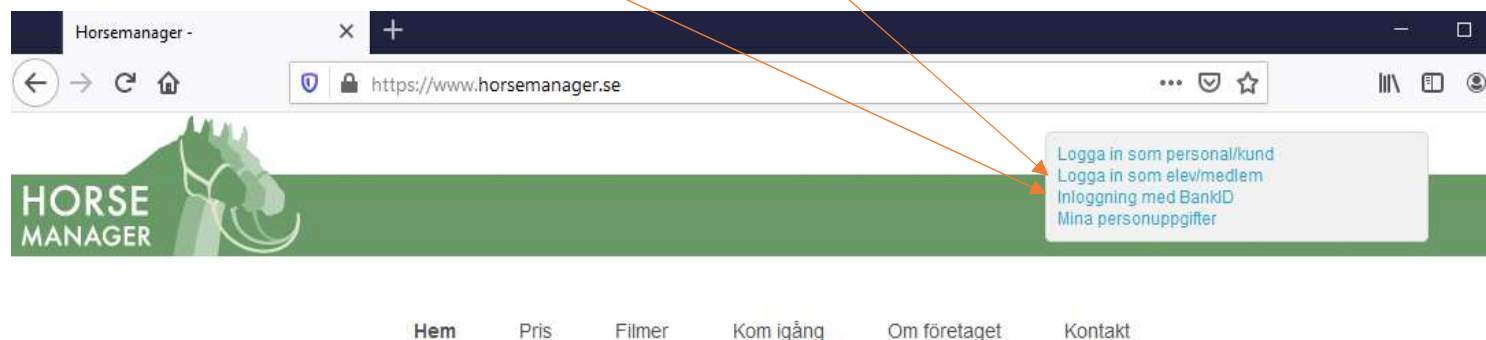 Horsemanager -
https://www.horsemanager.se
Logga in som personal/kund
Logga in som elev/medlem
Inloggning med BankID
Mina personuppgifter
HORSE
MANAGER
Hem Pris Filmer Kom igång Om företaget Kontakt